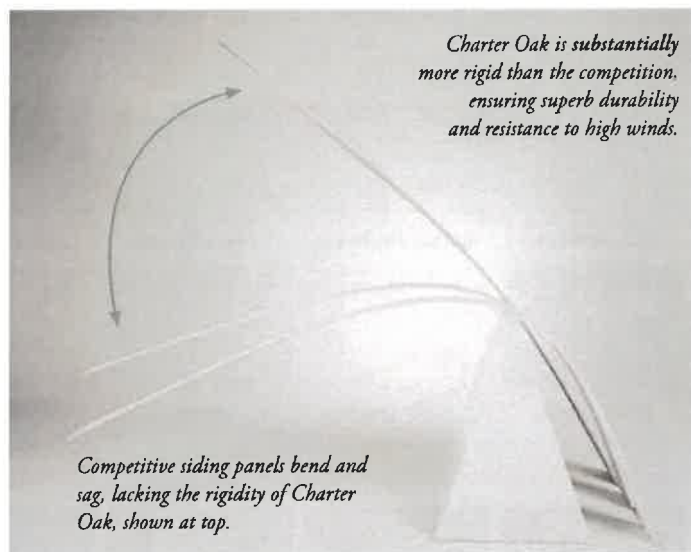 Charter Oak is substantially
more rigid than the competition,
ensuring superb durability
and resistance to high winds.
Competitive siding panels bend and
sag, lacking the rigidity of Charter
Oak, shown at top.